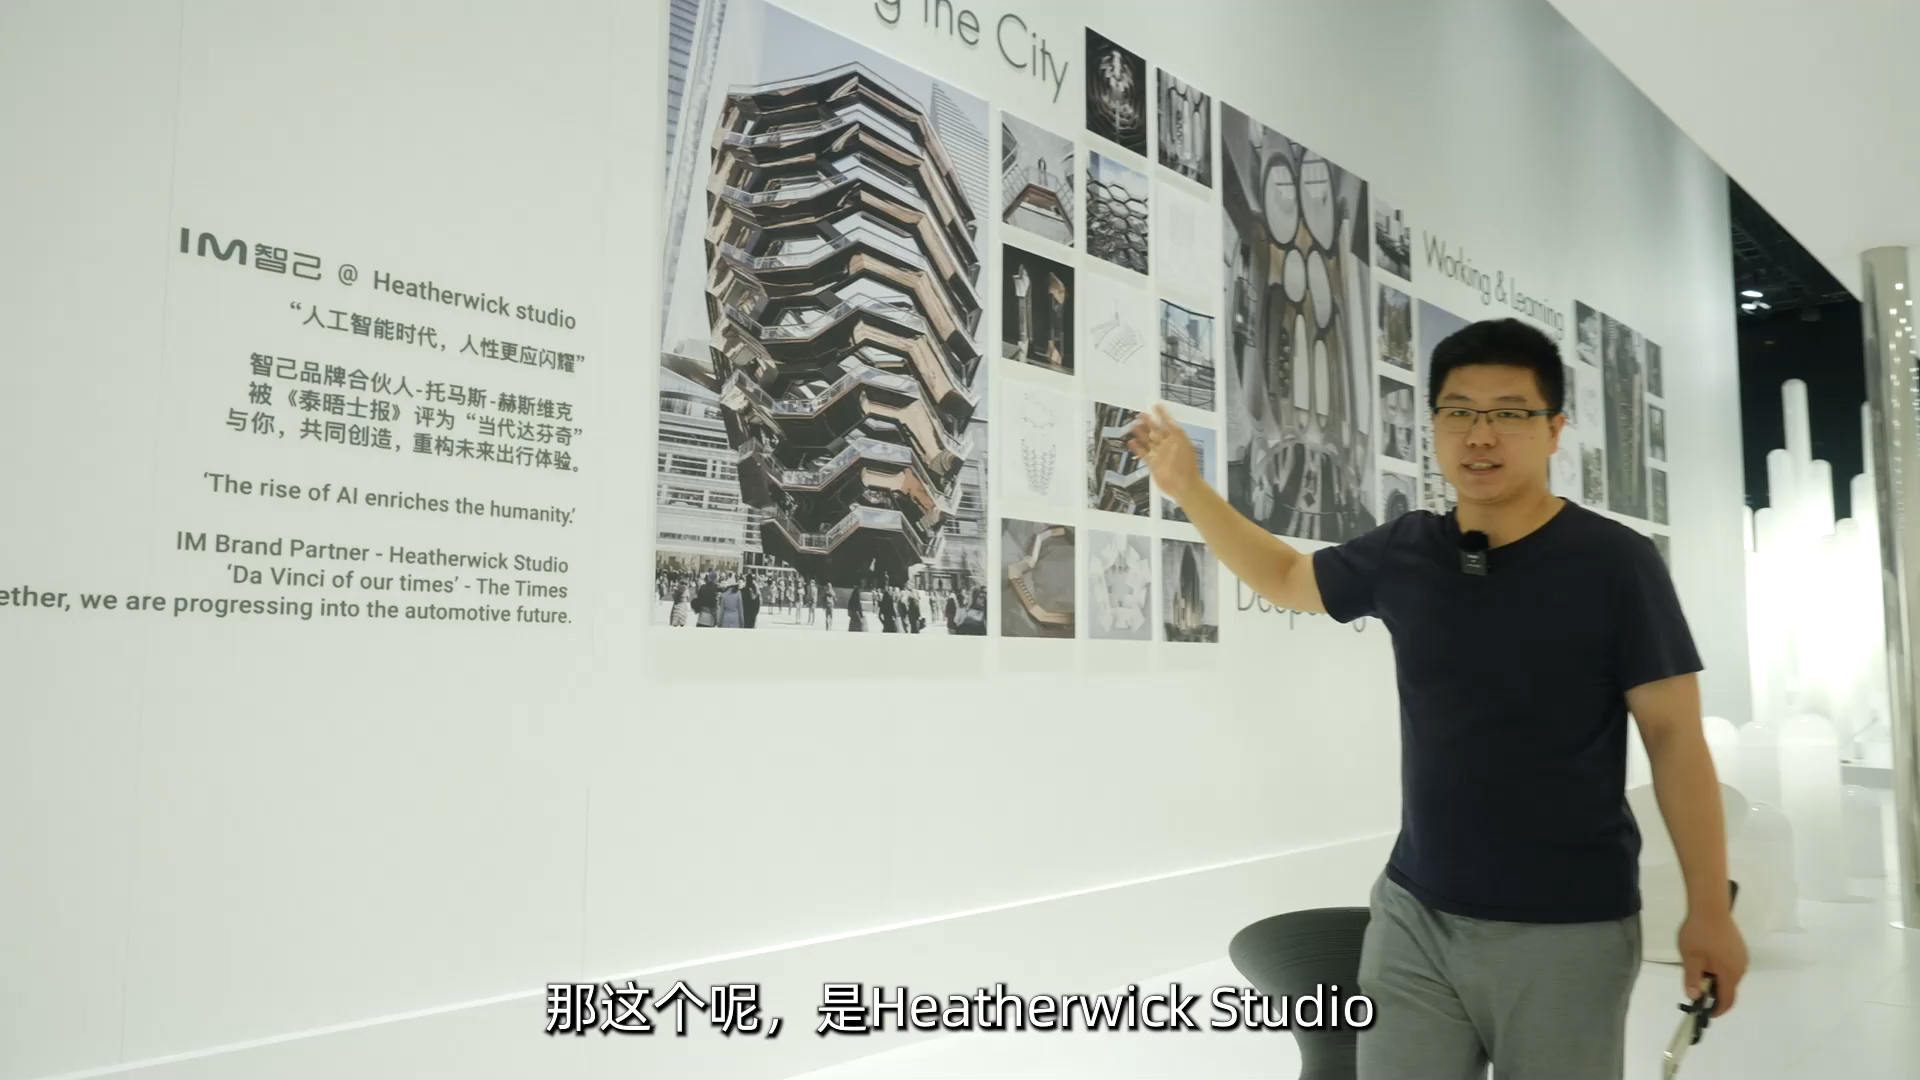 the City
Working & Learning
IM智己 @ Heatherwick studio
“人工智能时代，人性更应闪耀”
智己品牌合伙人-托马斯-赫斯维克
被《泰晤士报》评为“当代达芬奇”
与你，共同创造，重构未来出行体验。
‘The rise of AI enriches the humanity.’
IM Brand Partner - Heatherwick Studio
‘Da Vinci of our times’ - The Times
ether, we are progressing into the automotive future.
那这个呢，是Heatherwick Studio